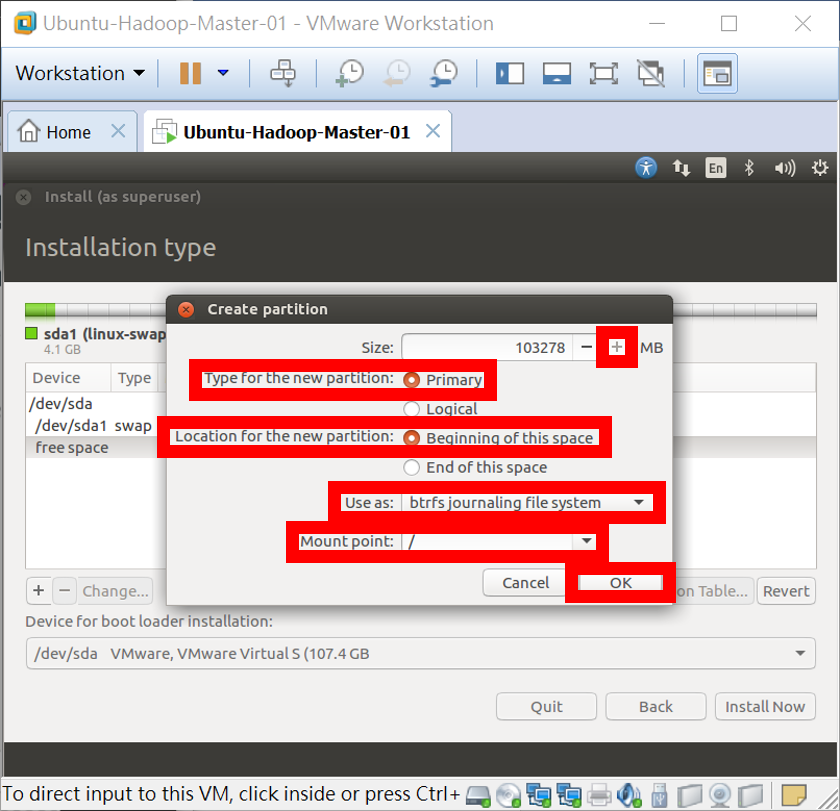 Ubuntu-Hadoop-Master-01 - VMware Workstation
Workstation
Home
Ubuntu-Hadoop-Master-01
En
Install (as superuser)
Installation type
Create partition
sda1 (linux-swap
4.1 GB
Size: 103278 − + MB
Type for the new partition: Primary
Logical
Location for the new partition: Beginning of this space
End of this space
Use as: btrfs journaling file system
Mount point: /
Cancel OK
Device Type
/dev/sda
/dev/sda1 swap
free space
+ − Change... on Table... Revert
Device for boot loader installation:
/dev/sda VMware, VMware Virtual S (107.4 GB
Quit Back Install Now
To direct input to this VM, click inside or press Ctrl+